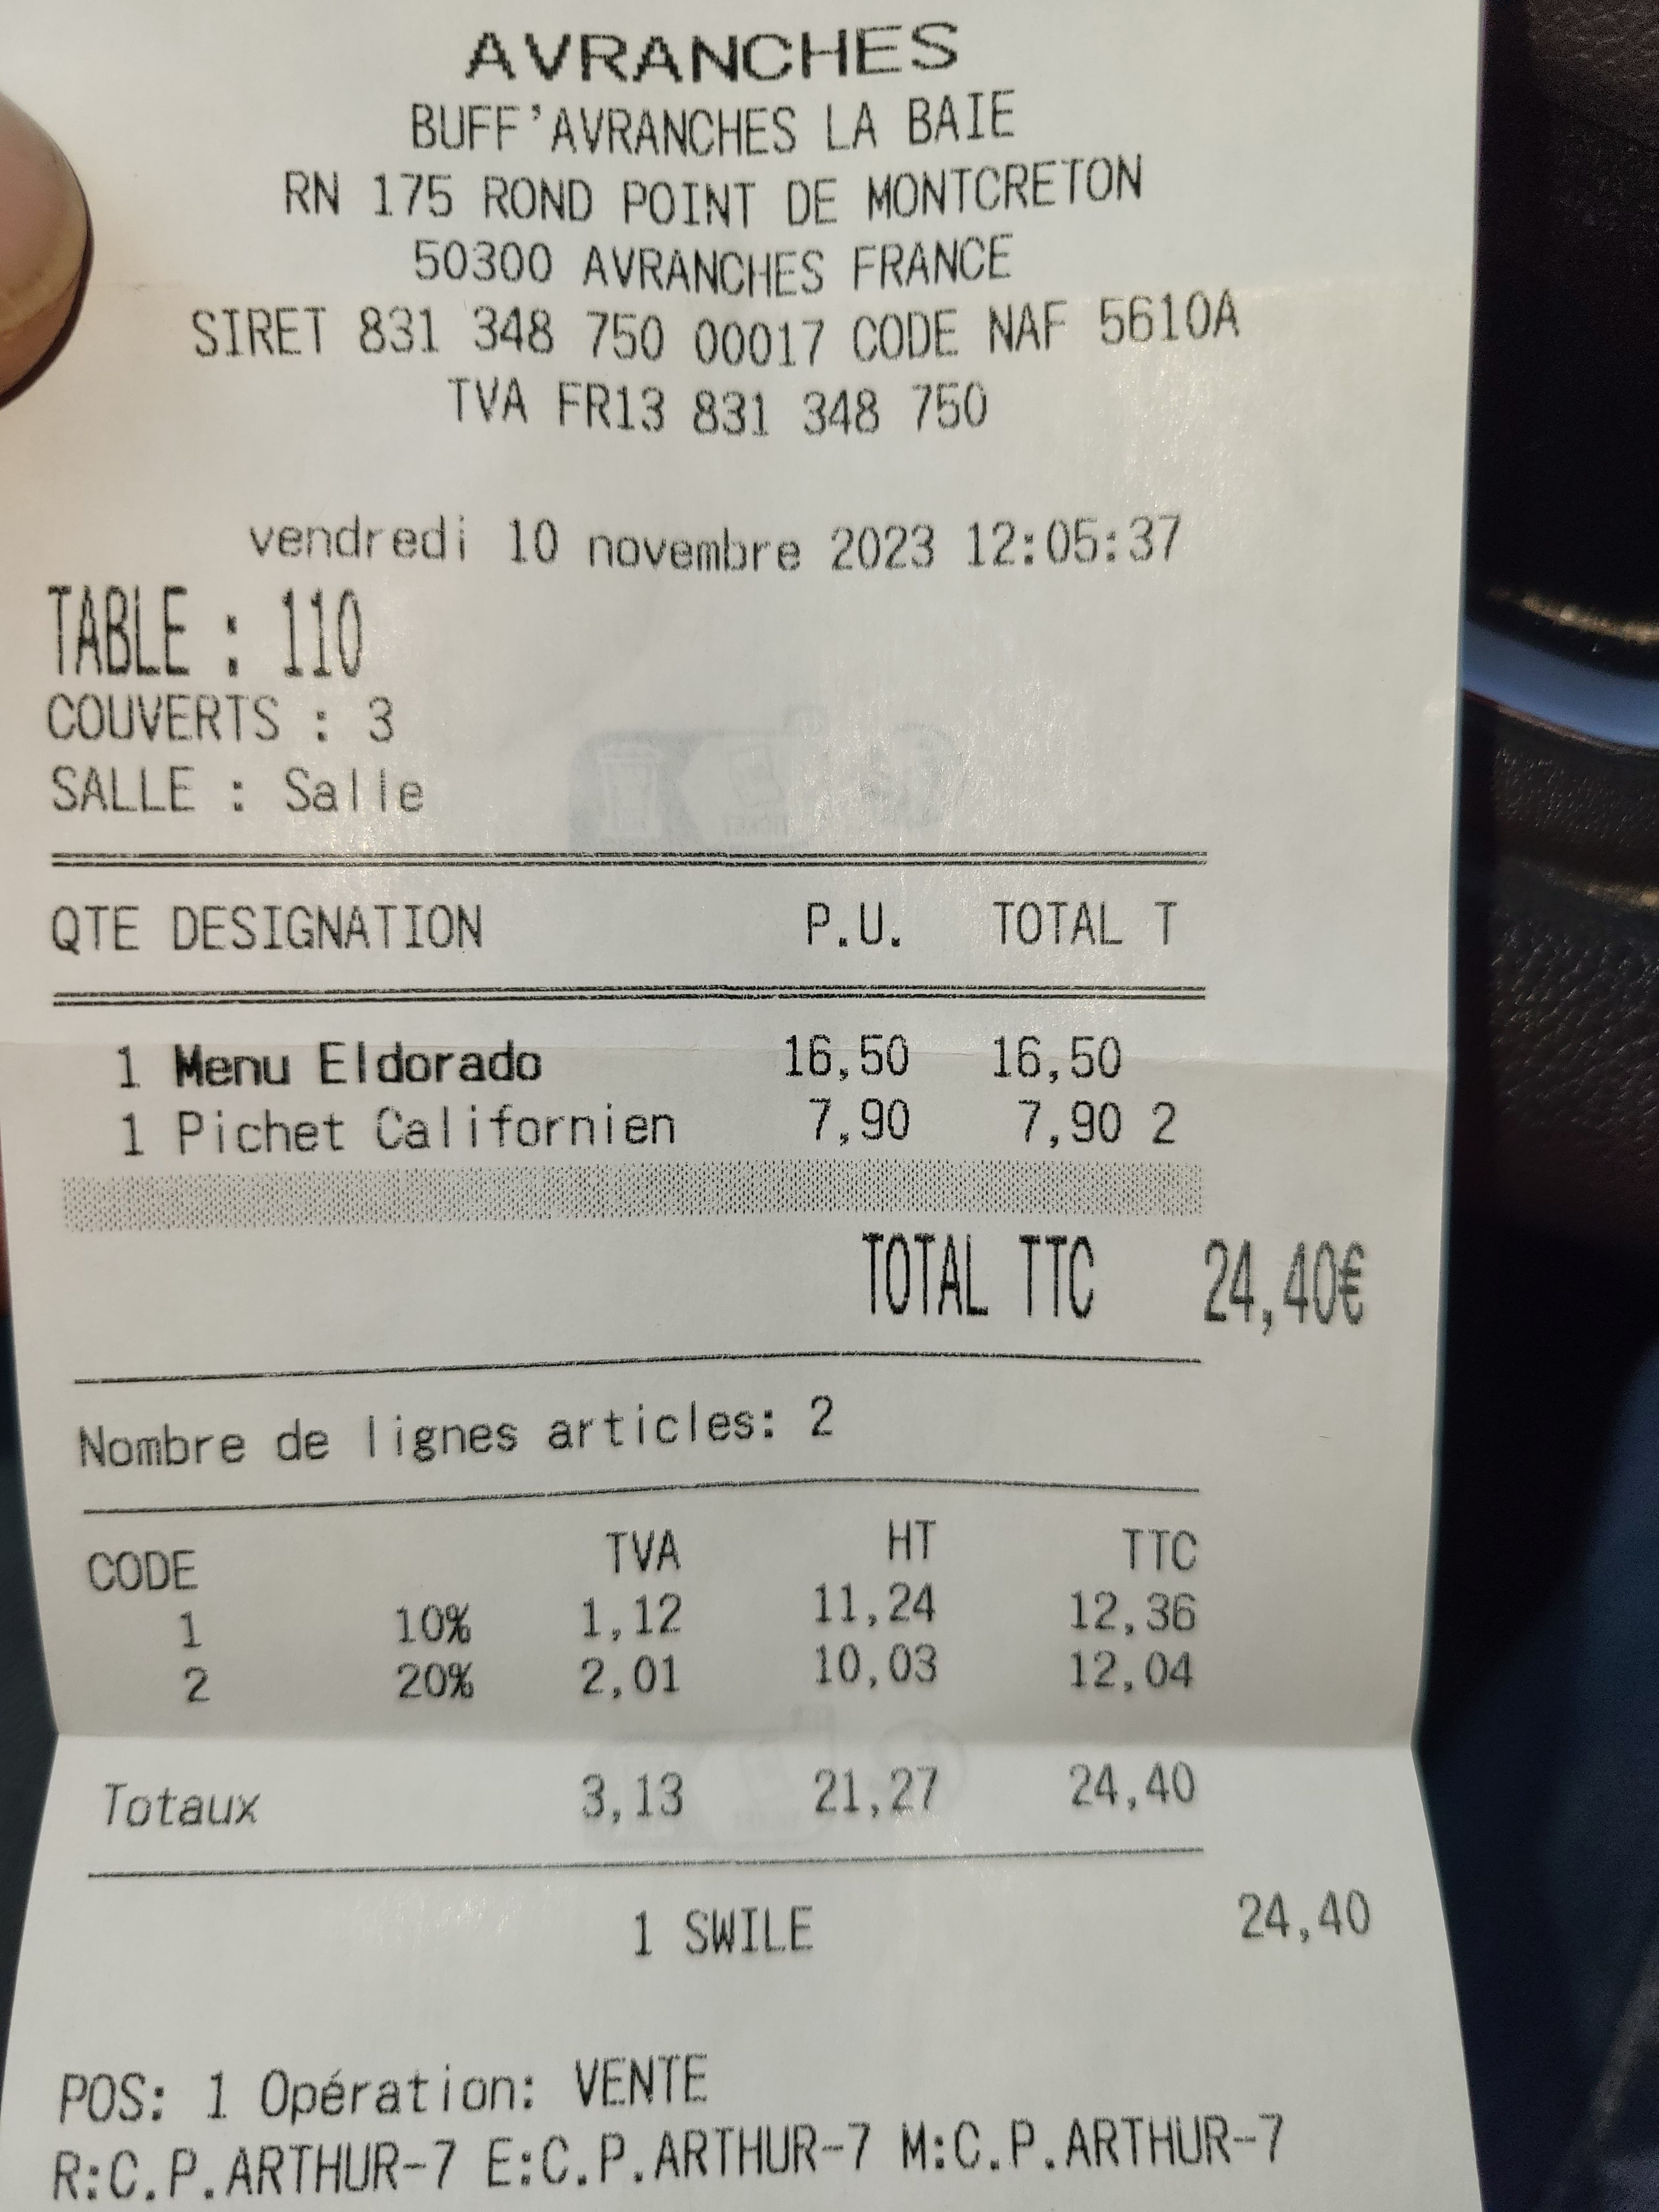 AVRANCHES
BUFF'AVRANCHES LA BAIE
RN 175 ROND POINT DE MONTCRETON
50300 AVRANCHES FRANCE
SIRET 831 348 750 00017 CODE NAF 5610A
TVA FR13 831 348 750
vendredi 10 novembre 2023 12:05:37
TABLE : 110
COUVERTS : 3
SALLE : Salle
QTE DESIGNATION P.U. TOTAL T
1 Menu Eldorado 16,50 16,50
1 Pichet Californien 7,90 7,90 2
TOTAL TTC 24,40€
Nombre de lignes articles: 2
CODE TVA HT TTC
1 10% 1,12 11,24 12,36
2 20% 2,01 10,03 12,04
Totaux 3,13 21,27 24,40
1 SWILE 24,40
POS: 1 Opération: VENTE
R:C.P.ARTHUR-7 E:C.P.ARTHUR-7 M:C.P.ARTHUR-7